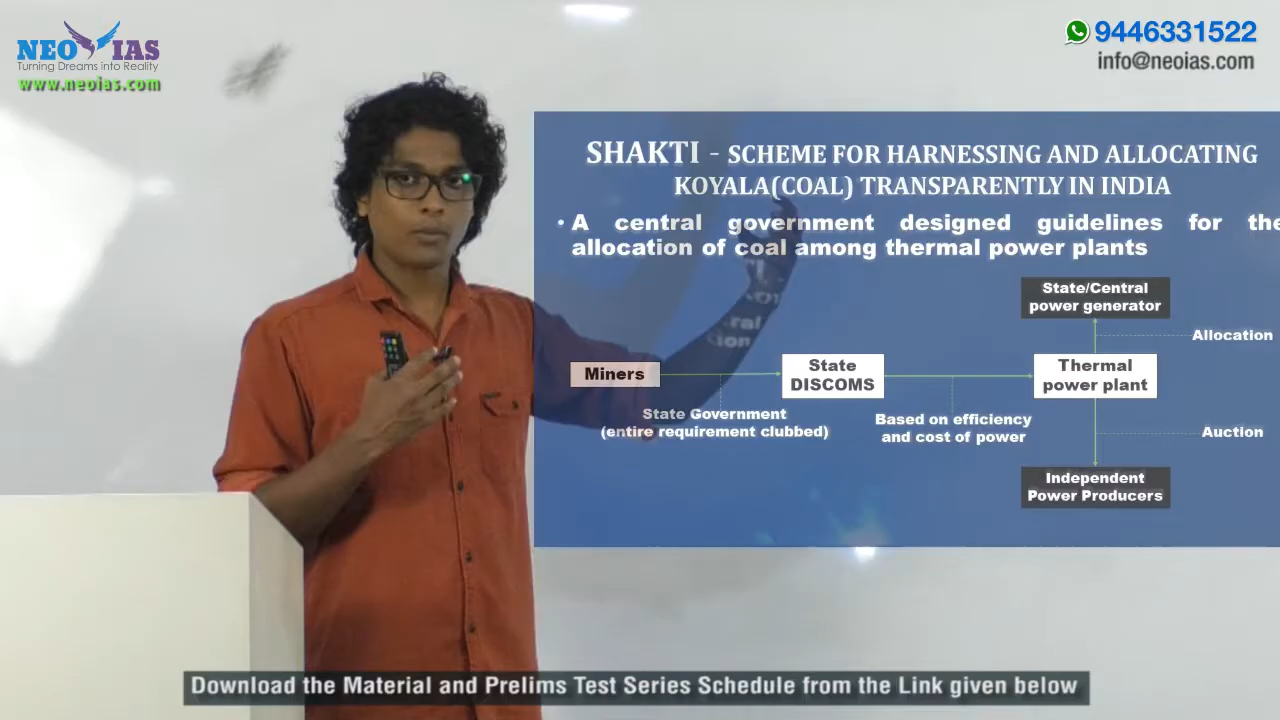 NEO IAS
Turning Dreams into Reality
www.neoias.com
9446331522
info@neoias.com
SHAKTI - SCHEME FOR HARNESSING AND ALLOCATING
KOYALA(COAL) TRANSPARENTLY IN INDIA
• A central government designed guidelines for the
allocation of coal among thermal power plants
State/Central
power generator
Allocation
Miners
State
DISCOMS
Thermal
power plant
State Government
(entire requirement clubbed)
Based on efficiency
and cost of power
Auction
Independent
Power Producers
Download the Material and Prelims Test Series Schedule from the Link given below